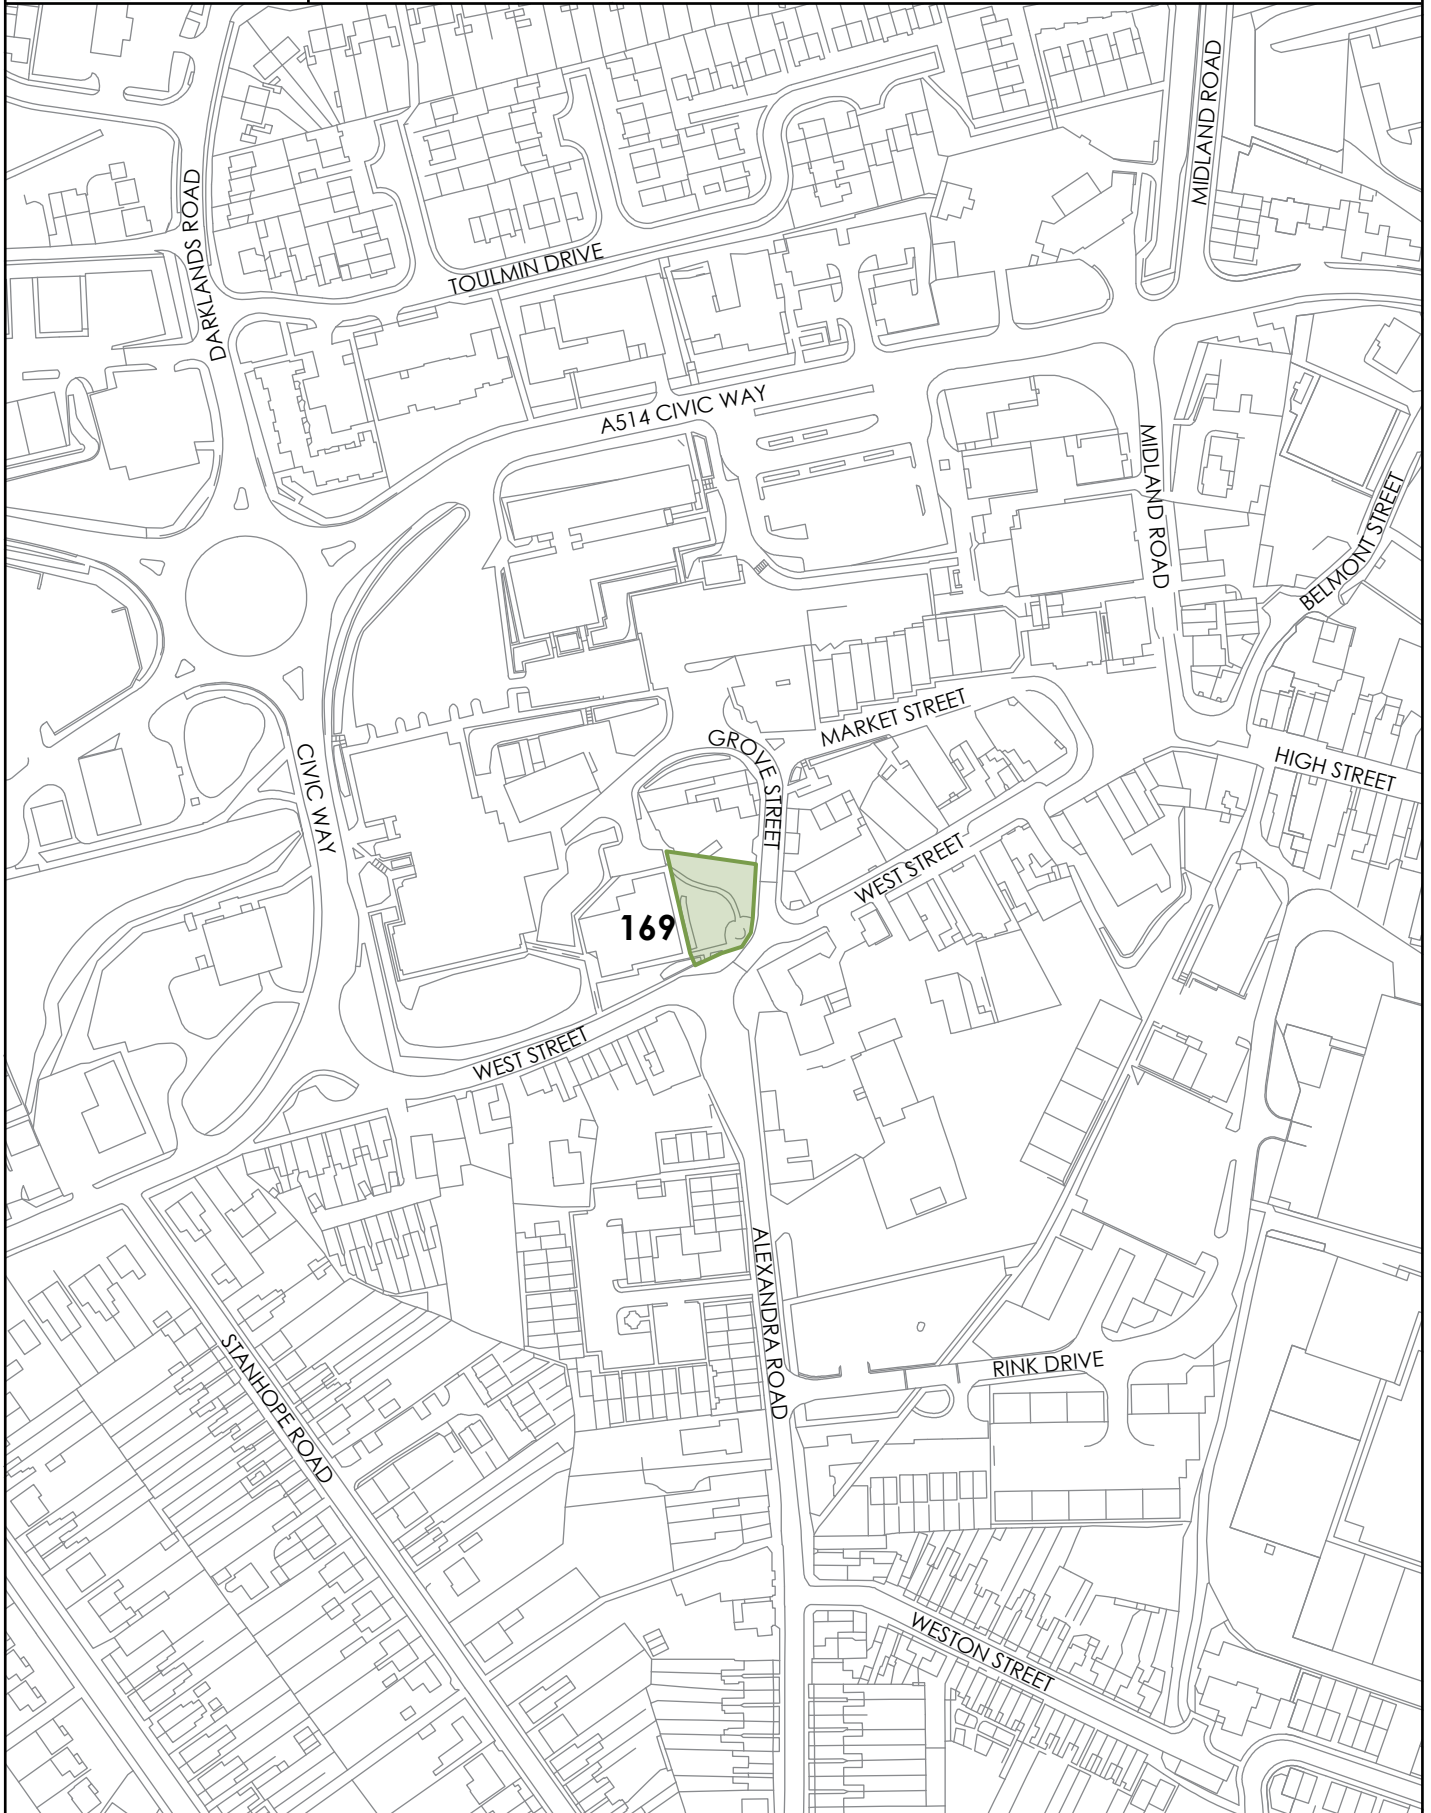 MIDLAND ROAD
DARKLANDS ROAD
TOULMIN DRIVE
A514 CIVIC WAY
MIDLAND ROAD
BELMONT STREET
MARKET STREET
GROVE STREET
CIVIC WAY
HIGH STREET
WEST STREET
169
WEST STREET
ALEXANDRA ROAD
STANHOPE ROAD
RINK DRIVE
WESTON STREET